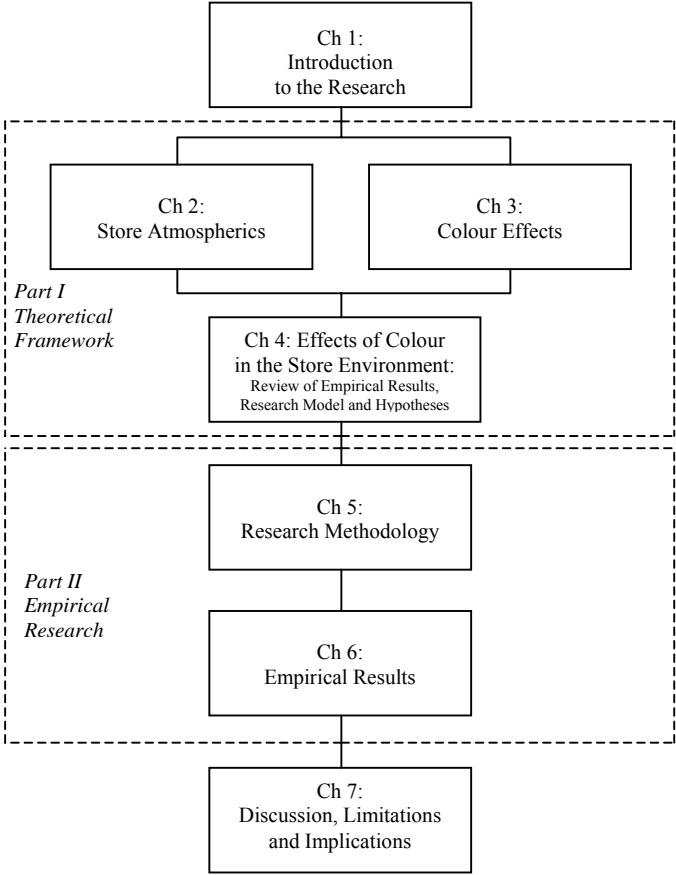 Ch 1:
Introduction
to the Research
Ch 2:
Store Atmospherics
Ch 3:
Colour Effects
Part I
Theoretical
Framework
Ch 4: Effects of Colour
in the Store Environment:
Review of Empirical Results,
Research Model and Hypotheses
Ch 5:
Research Methodology
Part II
Empirical
Research
Ch 6:
Empirical Results
Ch 7:
Discussion, Limitations
and Implications